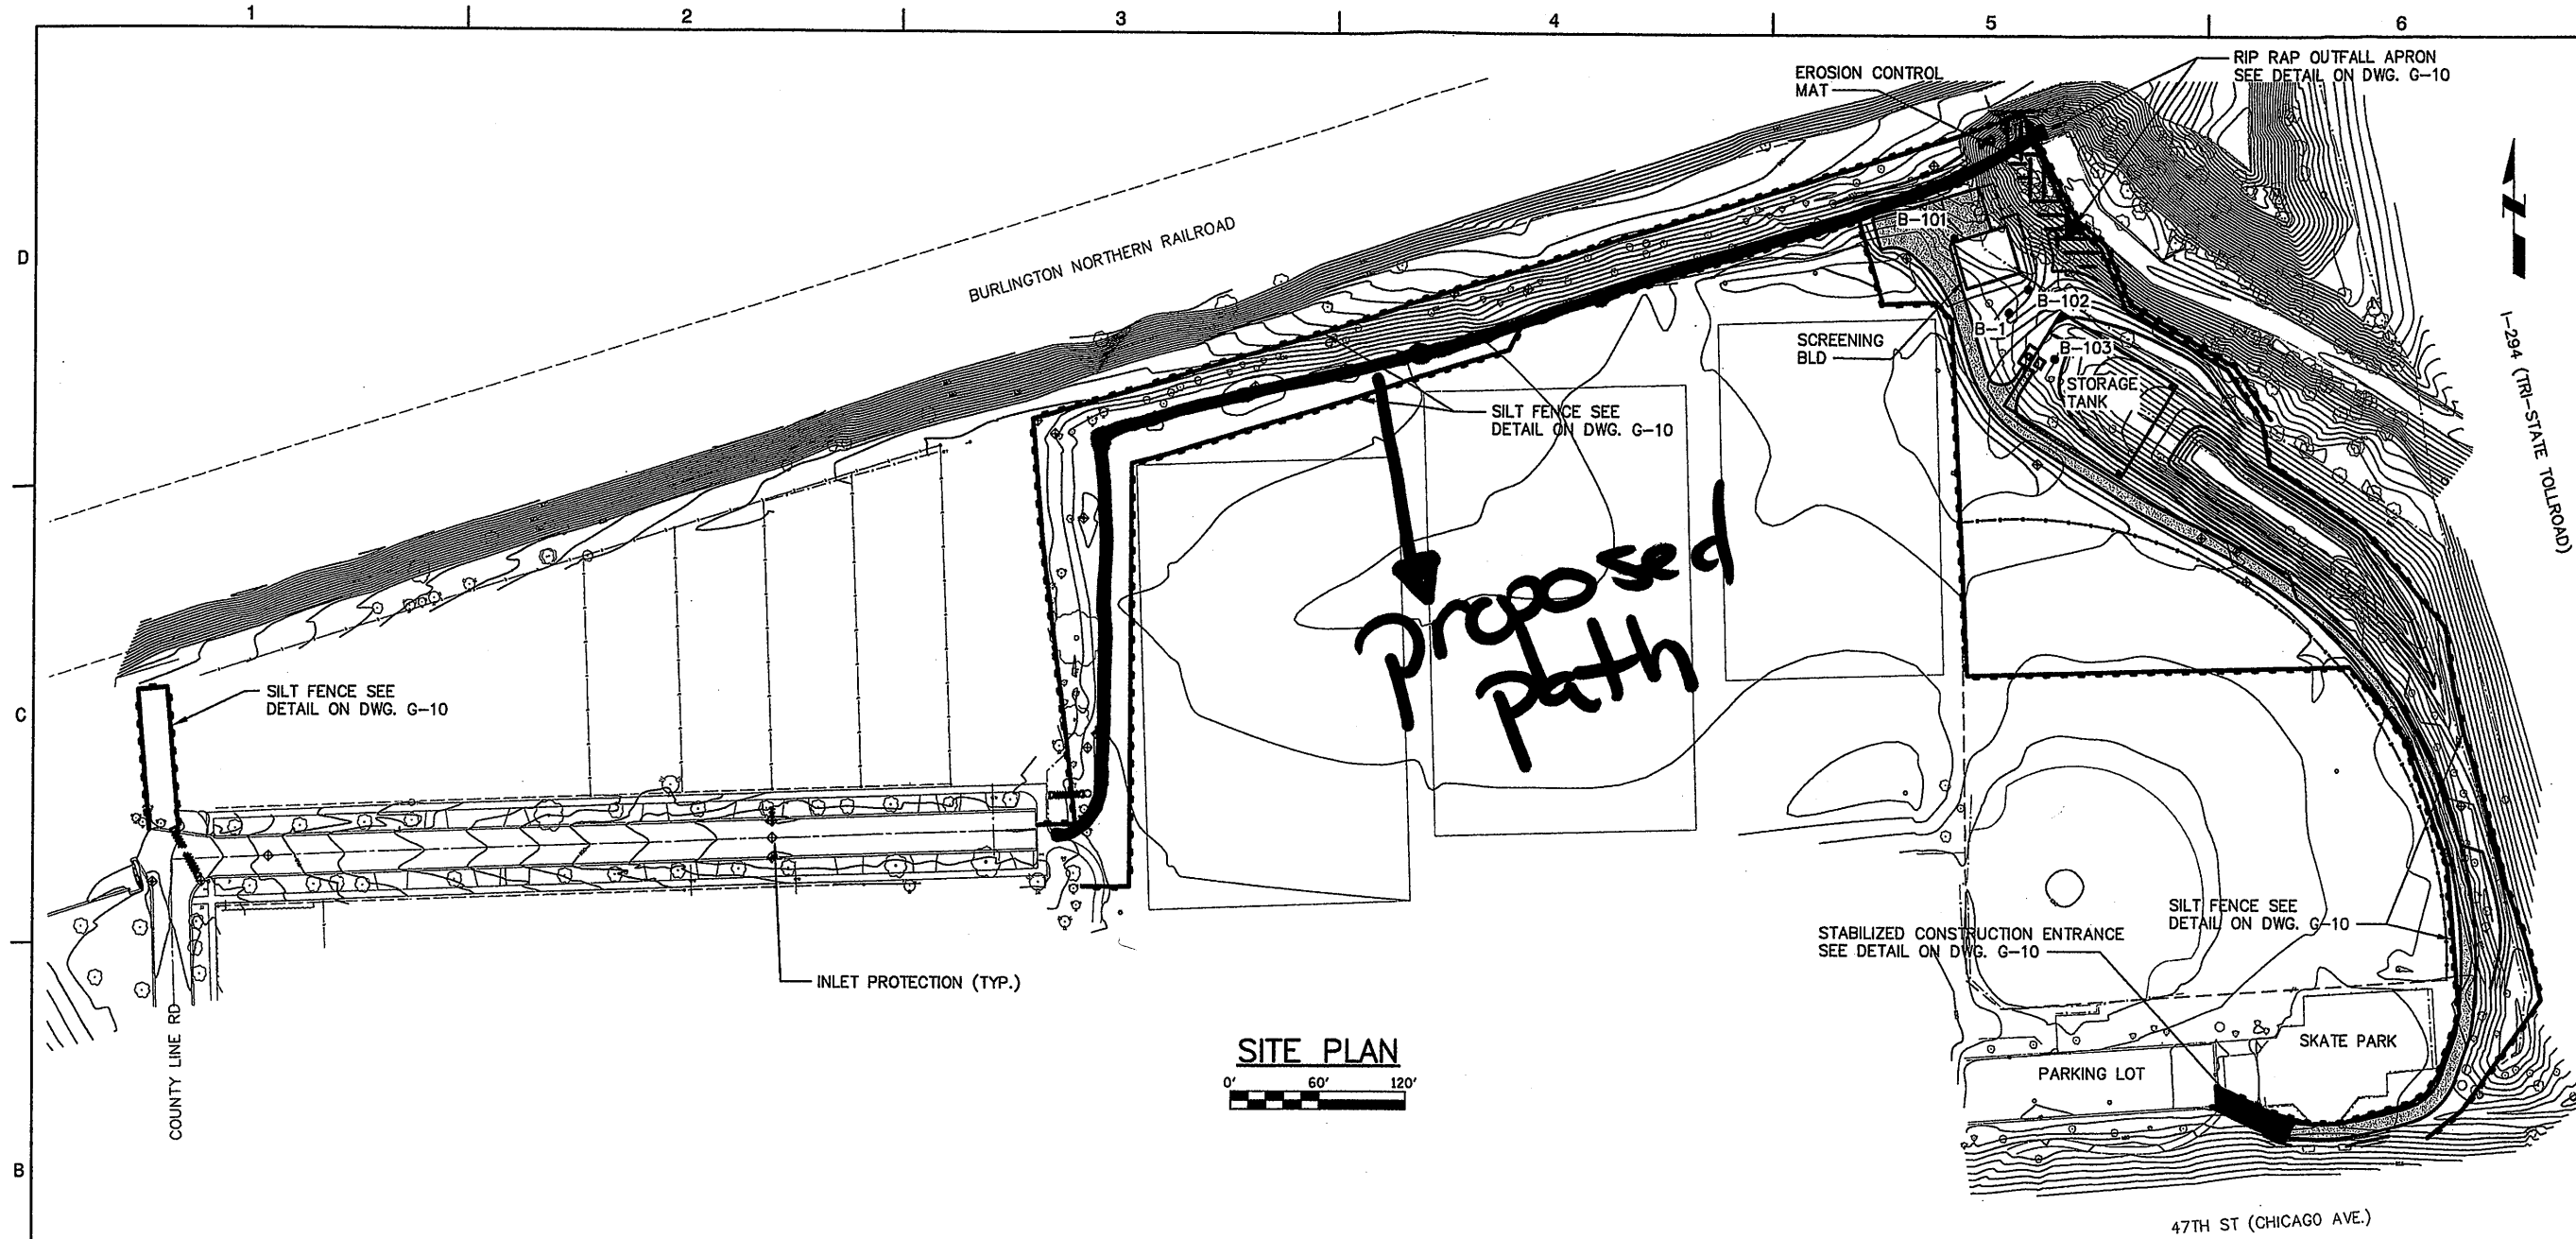 1 2 3 4 5 6
D
C
B
EROSION CONTROL
MAT
RIP RAP OUTFALL APRON
SEE DETAIL ON DWG. G-10
BURLINGTON NORTHERN RAILROAD
B-101
B-102
B-1
B-103
SCREENING
BLD
STORAGE
TANK
I-294 (TRI-STATE TOLLROAD)
SILT FENCE SEE
DETAIL ON DWG. G-10
proposed
path
SILT FENCE SEE
DETAIL ON DWG. G-10
SILT FENCE SEE
DETAIL ON DWG. G-10
STABILIZED CONSTRUCTION ENTRANCE
SEE DETAIL ON DWG. G-10
INLET PROTECTION (TYP.)
COUNTY LINE RD
SITE PLAN
0' 60' 120'
SKATE PARK
PARKING LOT
47TH ST (CHICAGO AVE.)
N